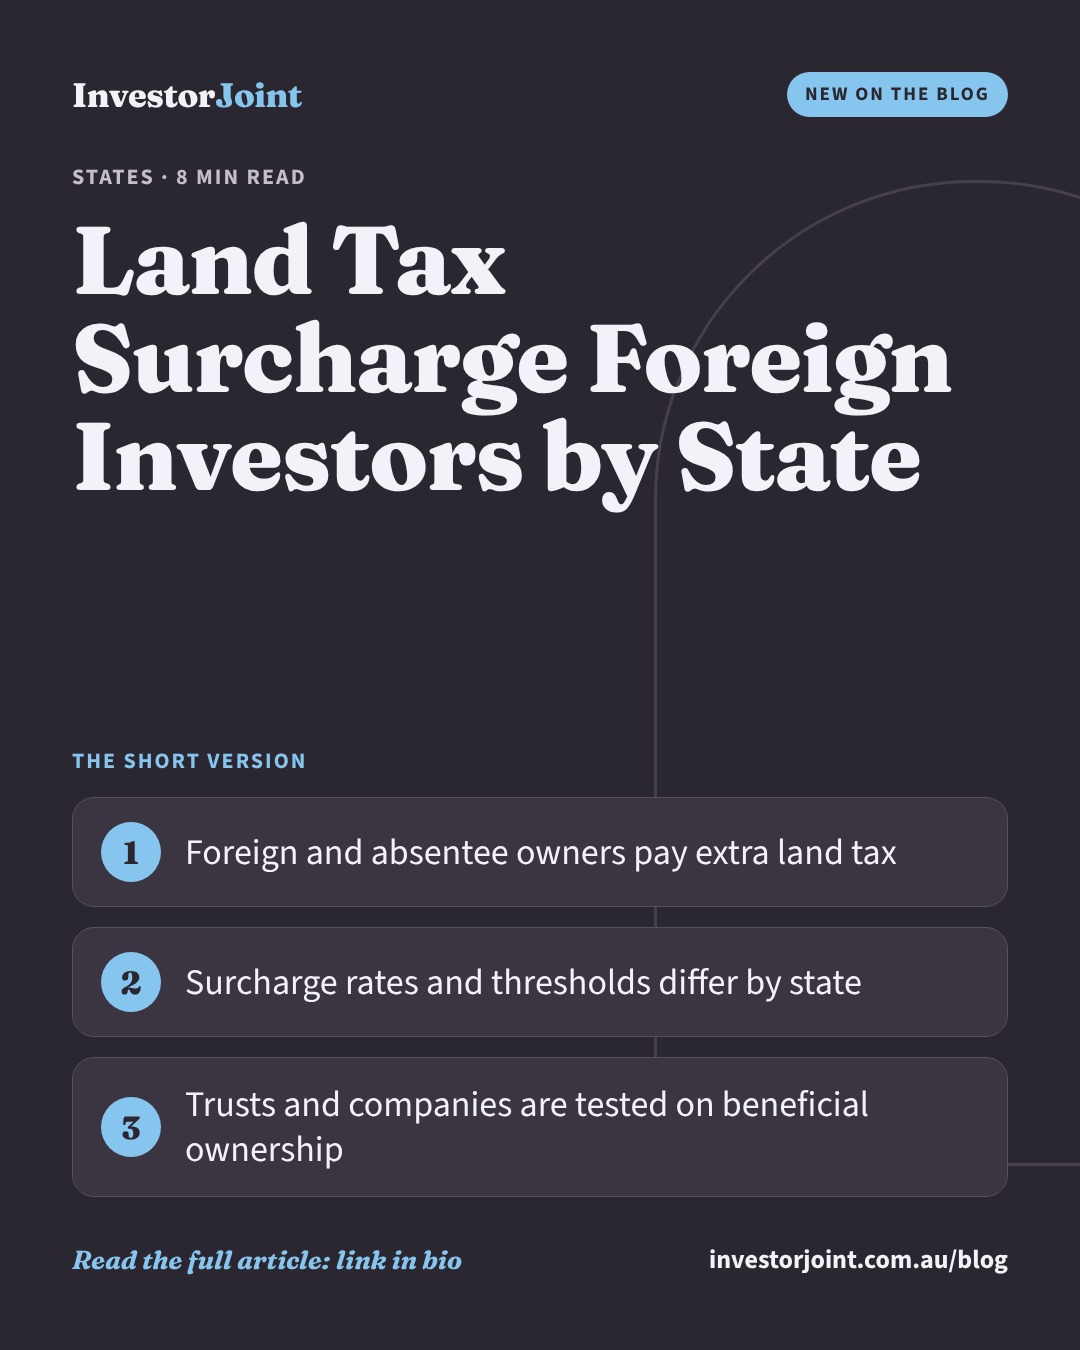 InvestorJoint
NEW ON THE BLOG
STATES · 8 MIN READ
Land Tax
Surcharge Foreign
Investors by State
THE SHORT VERSION
1 Foreign and absentee owners pay extra land tax
2 Surcharge rates and thresholds differ by state
3 Trusts and companies are tested on beneficial
ownership
Read the full article: link in bio
investorjoint.com.au/blog